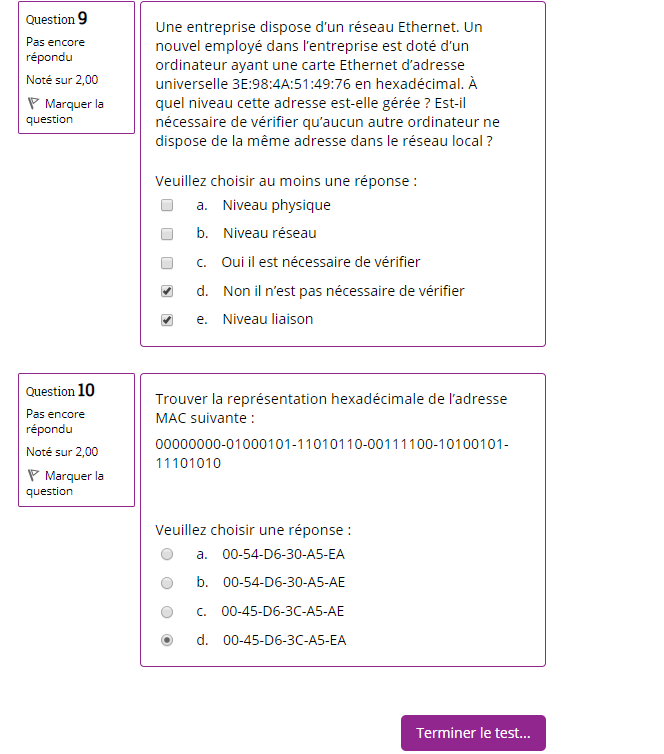 Question 9
Pas encore
répondu
Noté sur 2,00
Marquer la
question
Une entreprise dispose d’un réseau Ethernet. Un
nouvel employé dans l’entreprise est doté d’un
ordinateur ayant une carte Ethernet d’adresse
universelle 3E:98:4A:51:49:76 en hexadécimal. À
quel niveau cette adresse est-elle gérée ? Est-il
nécessaire de vérifier qu’aucun autre ordinateur ne
dispose de la même adresse dans le réseau local ?
Veuillez choisir au moins une réponse :
a. Niveau physique
b. Niveau réseau
c. Oui il est nécessaire de vérifier
d. Non il n’est pas nécessaire de vérifier
e. Niveau liaison
Question 10
Pas encore
répondu
Noté sur 2,00
Marquer la
question
Trouver la représentation hexadécimale de l’adresse
MAC suivante :
00000000-01000101-11010110-00111100-10100101-
11101010
Veuillez choisir une réponse :
a. 00-54-D6-30-A5-EA
b. 00-54-D6-30-A5-AE
c. 00-45-D6-3C-A5-AE
d. 00-45-D6-3C-A5-EA
Terminer le test...